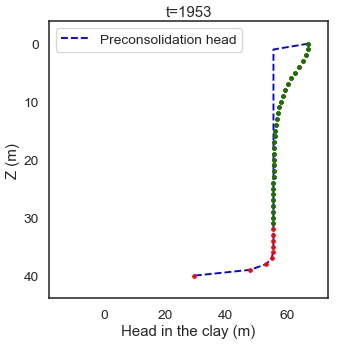 t=1953
Preconsolidation head
0
10
20
30
40
Z (m)
0 20 40 60
Head in the clay (m)